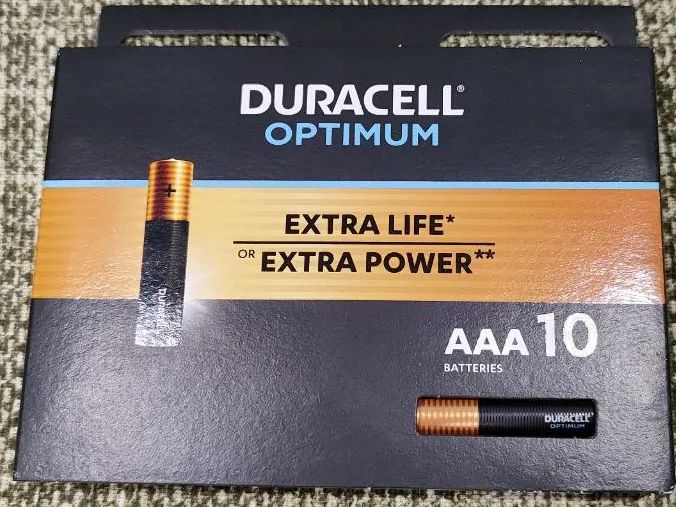 DURACELL®
OPTIMUM
EXTRA LIFE*
OR EXTRA POWER**
+
AAA 10
BATTERIES
DURACELL
OPTIMUM